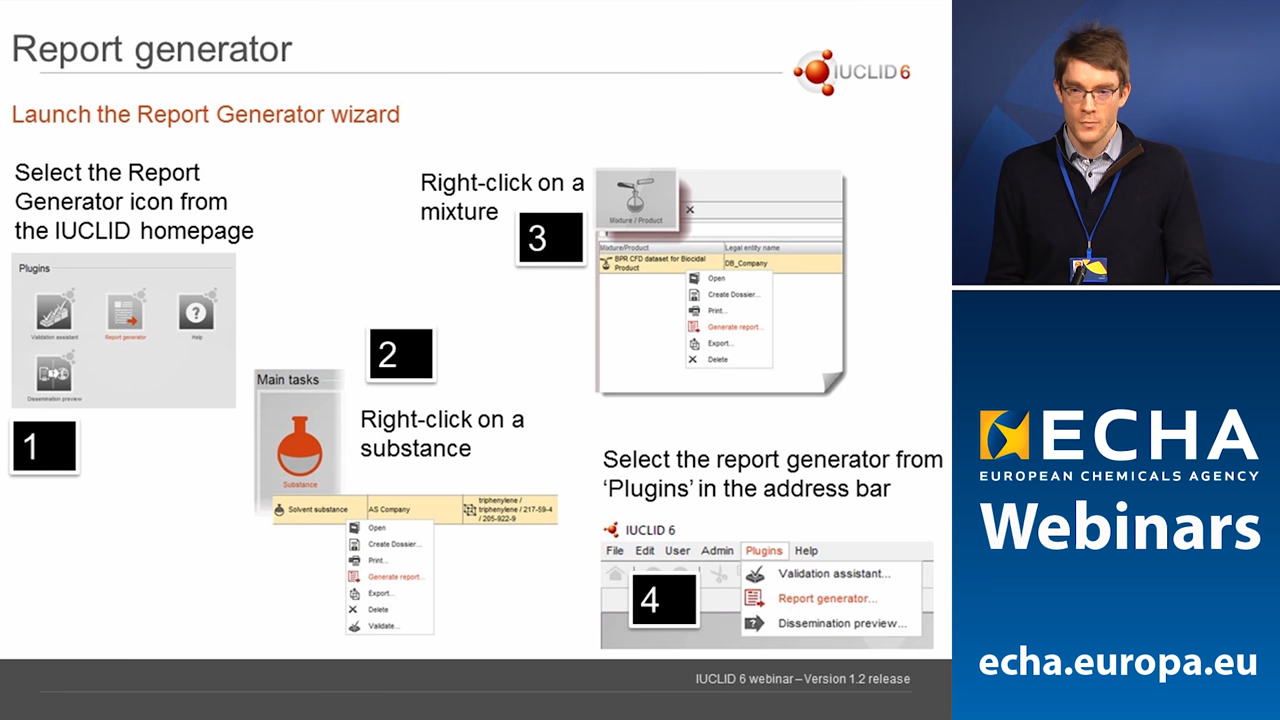 Report generator
IUCLID 6
Launch the Report Generator wizard
Select the Report
Generator icon from
the IUCLID homepage
Plugins
Validation assistant
Report generator
Help
Dissemination preview
1
2
Main tasks
Substance
Right-click on a
substance
Solvent substance
AS Company
triphenylene /
triphenylene / 217-59-4
/ 205-922-9
Open
Create Dossier...
Print...
Generate report...
Export...
Delete
Validate...
Right-click on a
mixture
3
Mixture / Product
Mixture/Product
Legal entity name
BPR CFD dataset for Biocidal
Product
DB_Company
Open
Create Dossier...
Print...
Generate report...
Export...
Delete
Select the report generator from
‘Plugins’ in the address bar
IUCLID 6
File Edit User Admin Plugins Help
4
Validation assistant...
Report generator...
Dissemination preview...
IUCLID 6 webinar – Version 1.2 release
ECHA
EUROPEAN CHEMICALS AGENCY
Webinars
echa.europa.eu